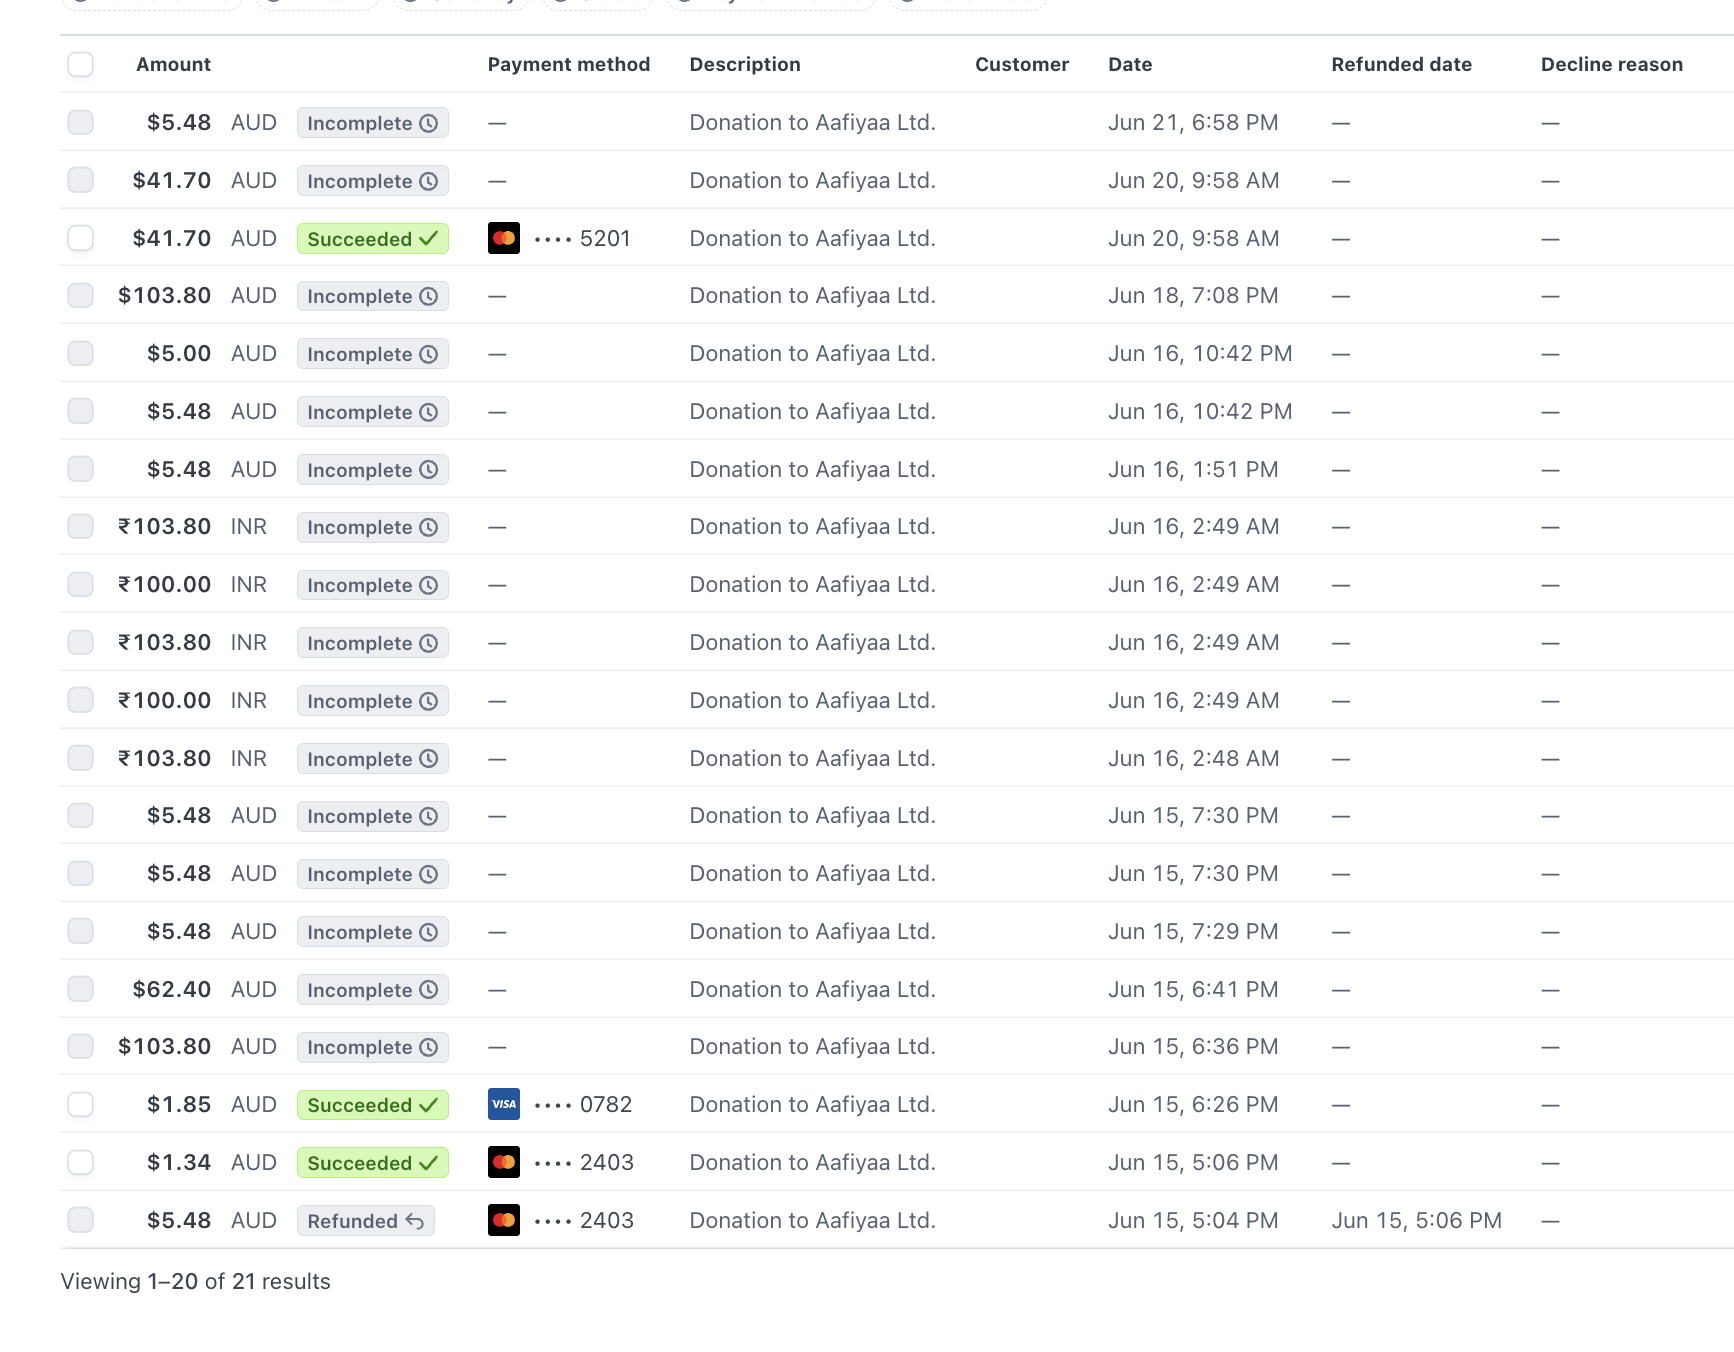 Amount Payment method Description Customer Date Refunded date Decline reason
$5.48 AUD Incomplete — Donation to Aafiyaa Ltd. Jun 21, 6:58 PM — —
$41.70 AUD Incomplete — Donation to Aafiyaa Ltd. Jun 20, 9:58 AM — —
$41.70 AUD Succeeded •••• 5201 Donation to Aafiyaa Ltd. Jun 20, 9:58 AM — —
$103.80 AUD Incomplete — Donation to Aafiyaa Ltd. Jun 18, 7:08 PM — —
$5.00 AUD Incomplete — Donation to Aafiyaa Ltd. Jun 16, 10:42 PM — —
$5.48 AUD Incomplete — Donation to Aafiyaa Ltd. Jun 16, 10:42 PM — —
$5.48 AUD Incomplete — Donation to Aafiyaa Ltd. Jun 16, 1:51 PM — —
₹103.80 INR Incomplete — Donation to Aafiyaa Ltd. Jun 16, 2:49 AM — —
₹100.00 INR Incomplete — Donation to Aafiyaa Ltd. Jun 16, 2:49 AM — —
₹103.80 INR Incomplete — Donation to Aafiyaa Ltd. Jun 16, 2:49 AM — —
₹100.00 INR Incomplete — Donation to Aafiyaa Ltd. Jun 16, 2:49 AM — —
₹103.80 INR Incomplete — Donation to Aafiyaa Ltd. Jun 16, 2:48 AM — —
$5.48 AUD Incomplete — Donation to Aafiyaa Ltd. Jun 15, 7:30 PM — —
$5.48 AUD Incomplete — Donation to Aafiyaa Ltd. Jun 15, 7:30 PM — —
$5.48 AUD Incomplete — Donation to Aafiyaa Ltd. Jun 15, 7:29 PM — —
$62.40 AUD Incomplete — Donation to Aafiyaa Ltd. Jun 15, 6:41 PM — —
$103.80 AUD Incomplete — Donation to Aafiyaa Ltd. Jun 15, 6:36 PM — —
$1.85 AUD Succeeded VISA •••• 0782 Donation to Aafiyaa Ltd. Jun 15, 6:26 PM — —
$1.34 AUD Succeeded •••• 2403 Donation to Aafiyaa Ltd. Jun 15, 5:06 PM — —
$5.48 AUD Refunded •••• 2403 Donation to Aafiyaa Ltd. Jun 15, 5:04 PM Jun 15, 5:06 PM —
Viewing 1–20 of 21 results